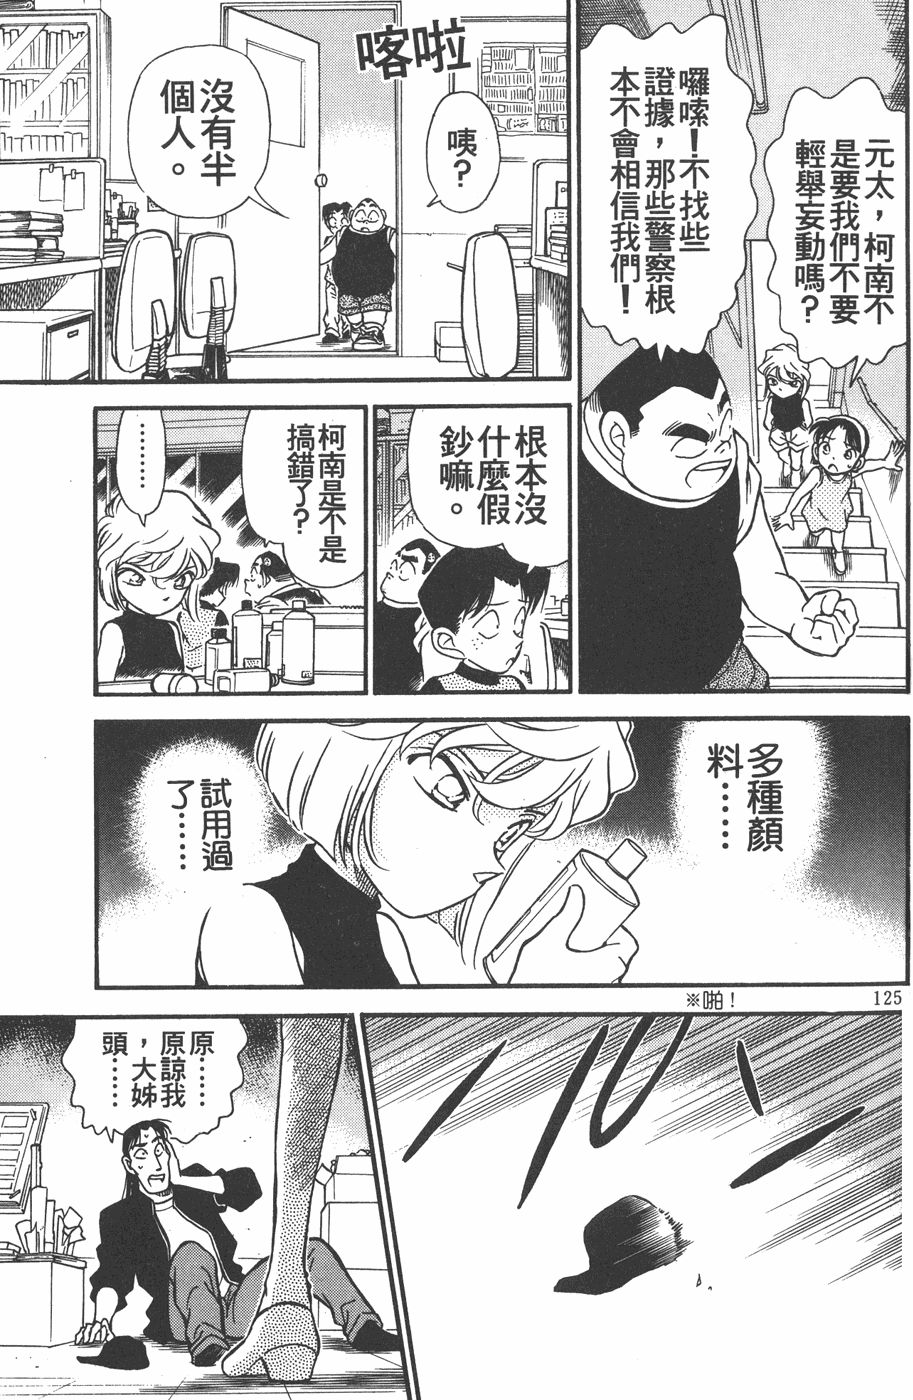 元太，柯南不
是要我們不要
輕舉妄動嗎？
囉嗦！不找些
證據，那些警察根
本不會相信我們！
喀啦
咦？
沒有半
個人。
根本沒
什麼假
鈔嘛。
柯南是不是
搞錯了？
………
多種顏
料……
試用過
了……
125
※啪！
原……
原諒我
，大姊
頭……